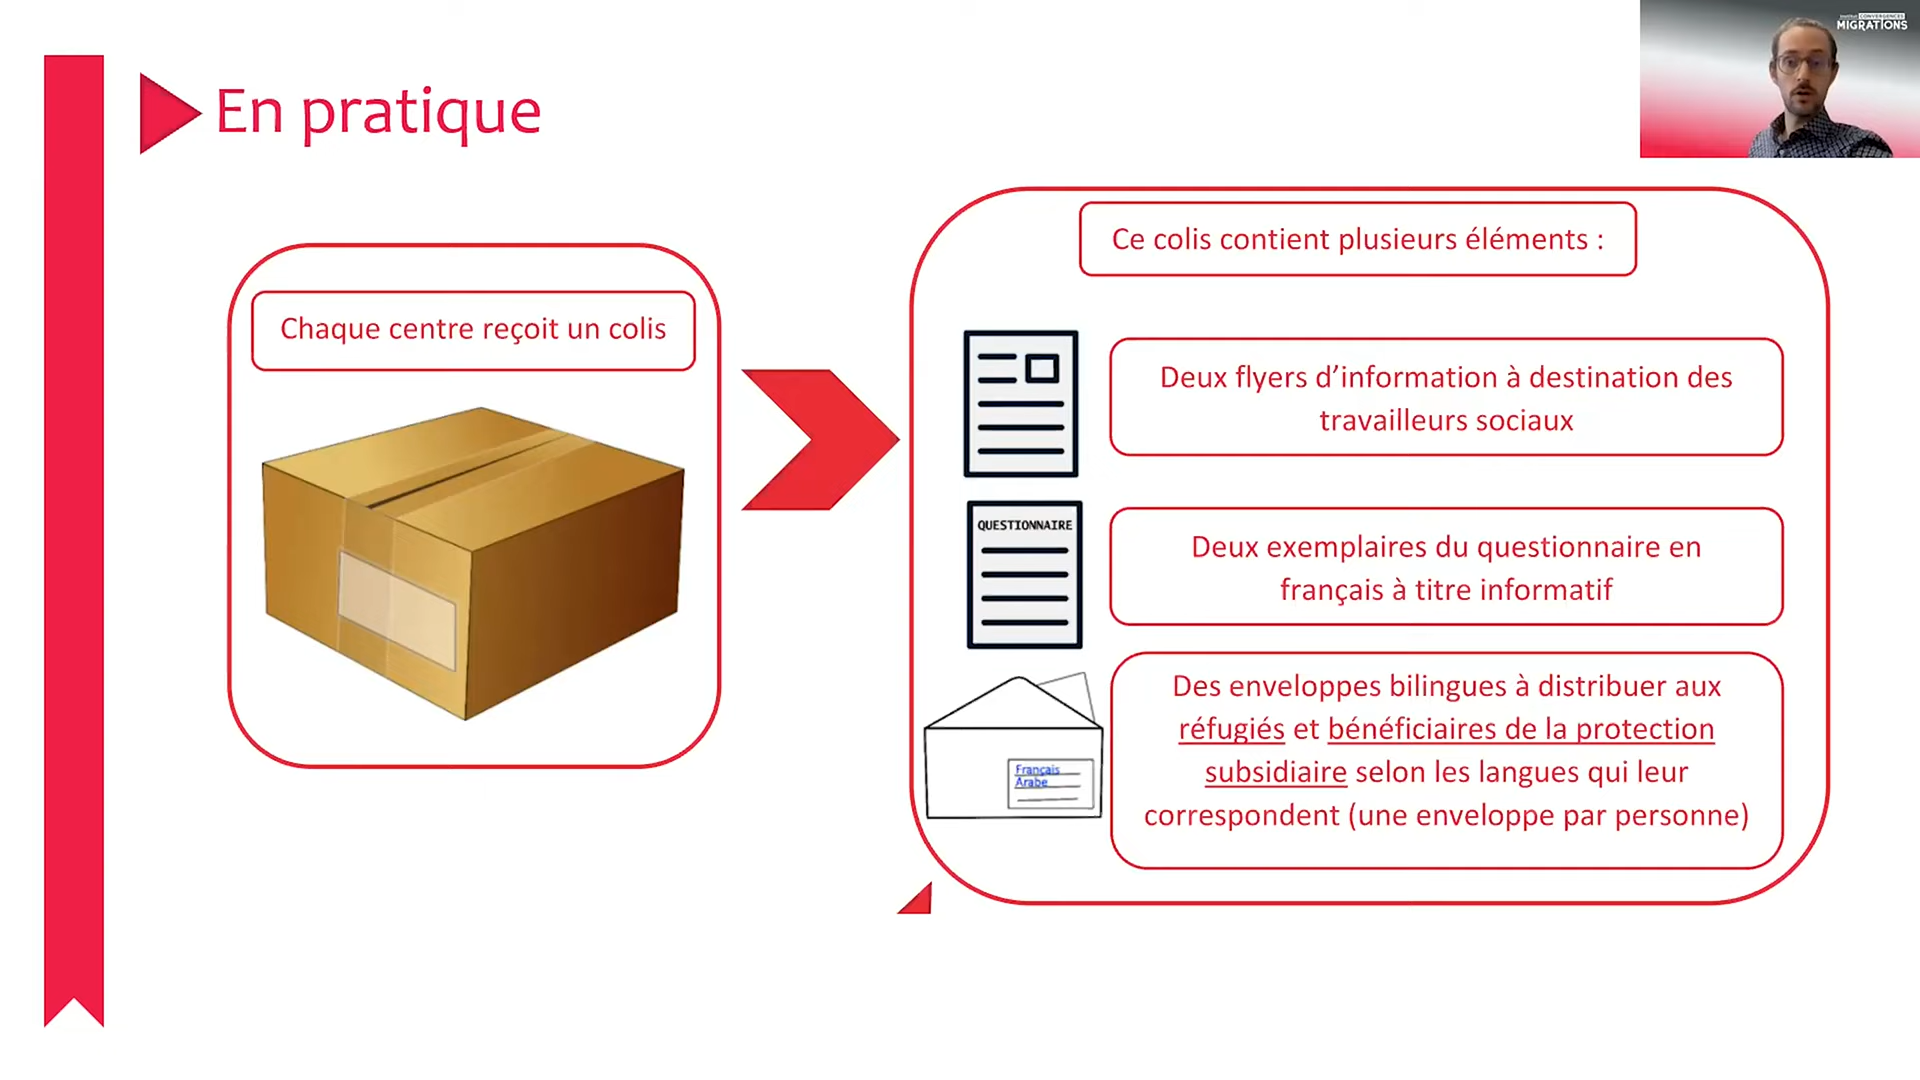 MIGRATIONS
En pratique
Chaque centre reçoit un colis
Ce colis contient plusieurs éléments :
Deux flyers d’information à destination des
travailleurs sociaux
QUESTIONNAIRE
Deux exemplaires du questionnaire en
français à titre informatif
Français
Arabe
Des enveloppes bilingues à distribuer aux
réfugiés et bénéficiaires de la protection
subsidiaire selon les langues qui leur
correspondent (une enveloppe par personne)